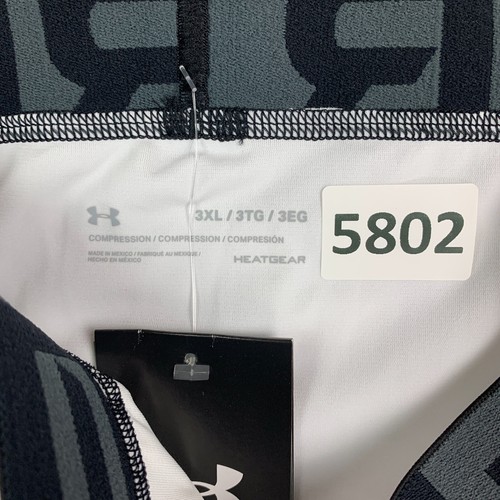 3XL / 3TG / 3EG
COMPRESSION / COMPRESSION / COMPRESIÓN
MADE IN MEXICO / FABRIQUÉ AU MEXIQUE /
HECHO EN MÉXICO
HEATGEAR
5802